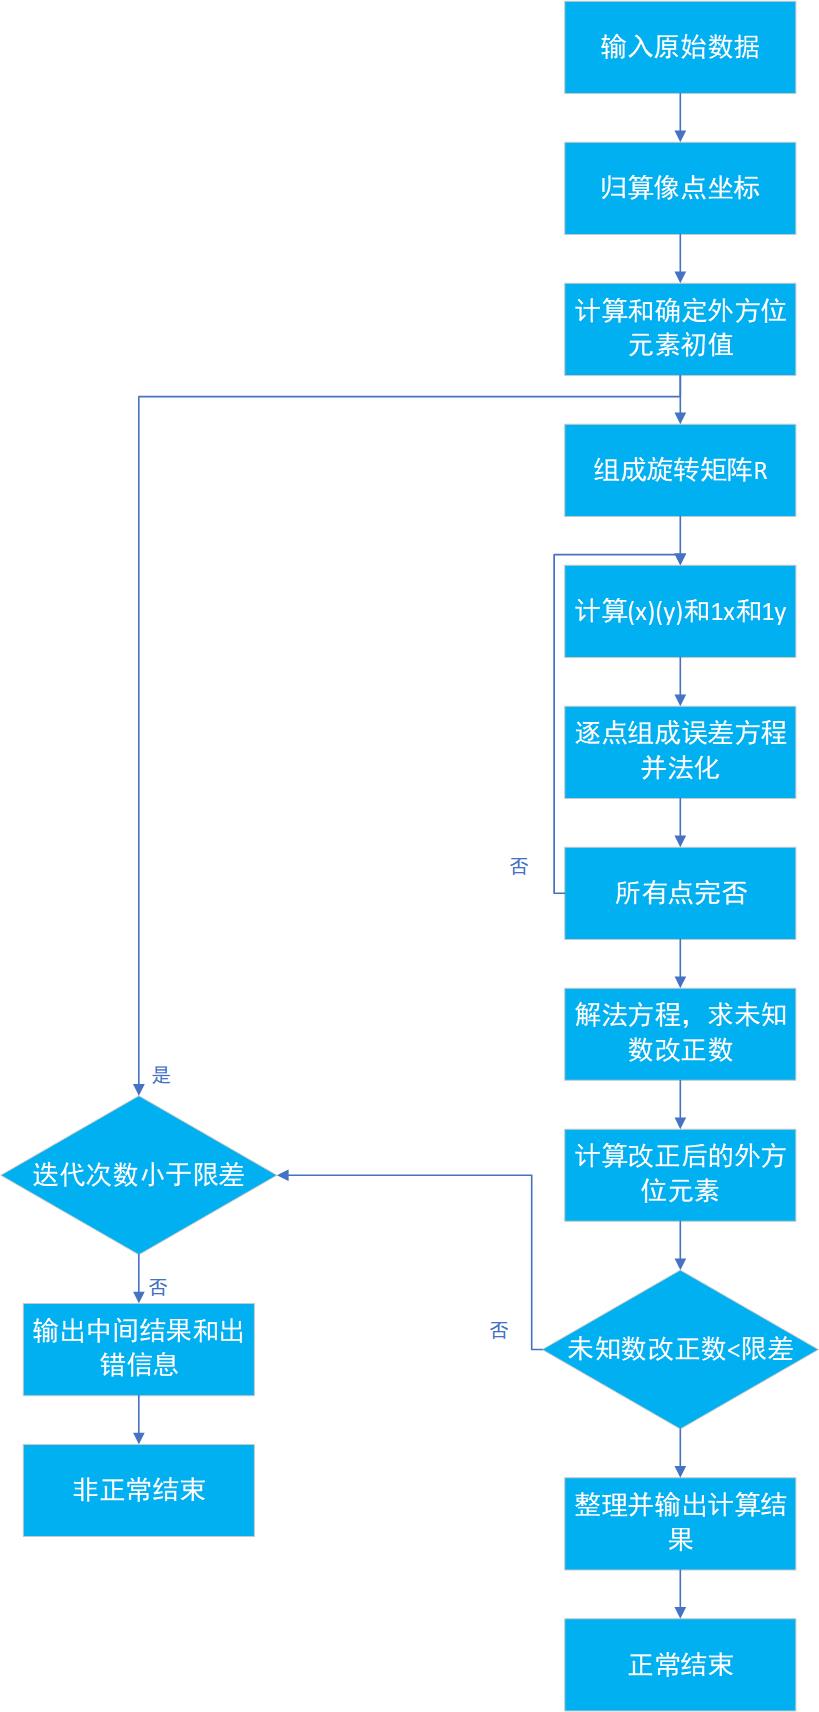 输入原始数据
归算像点坐标
计算和确定外方位
元素初值
组成旋转矩阵R
计算(x)(y)和1x和1y
逐点组成误差方程
并法化
否
所有点完否
解法方程，求未知
数改正数
是
迭代次数小于限差
计算改正后的外方
位元素
否
输出中间结果和出
错信息
否
未知数改正数<限差
非正常结束
整理并输出计算结
果
正常结束